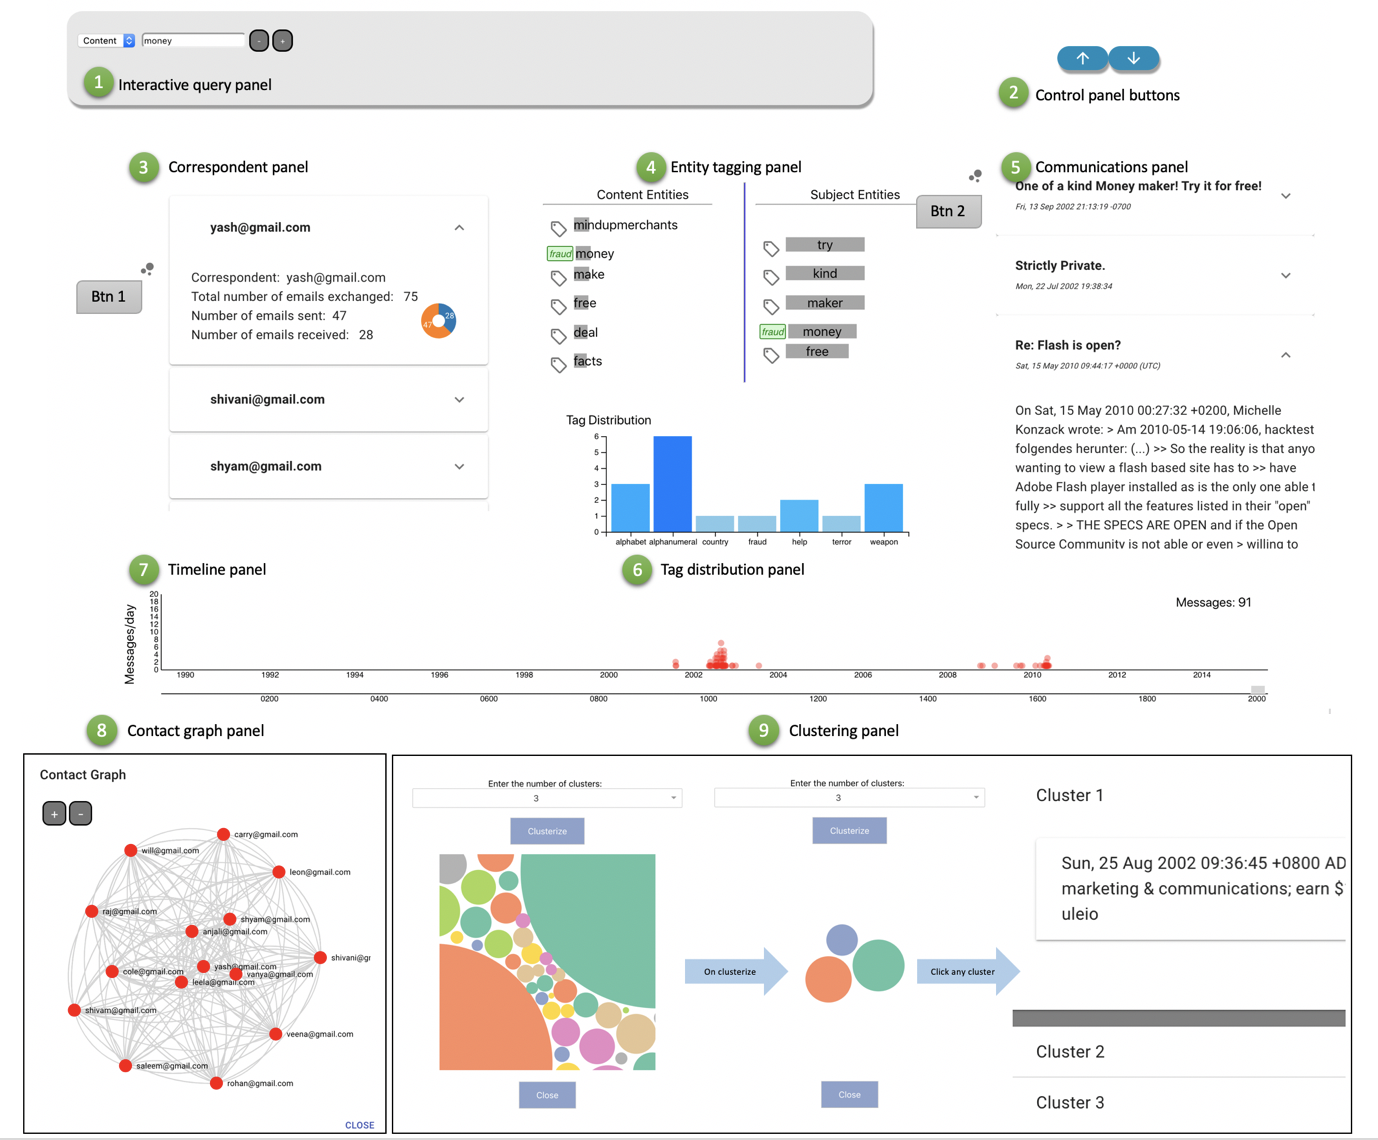 Content money - +
1 Interactive query panel
2 Control panel buttons
3 Correspondent panel
yash@gmail.com
Correspondent: yash@gmail.com
Total number of emails exchanged: 75
Number of emails sent: 47
Number of emails received: 28
47 28
shivani@gmail.com
shyam@gmail.com
Btn 1
4 Entity tagging panel
Content Entities
mindupmerchants
fraud money
make
free
deal
facts
Subject Entities
try
kind
maker
fraud money
free
Btn 2
5 Communications panel
One of a kind Money maker! Try it for free!
Fri, 13 Sep 2002 21:13:19 -0700
Strictly Private.
Mon, 22 Jul 2002 19:38:34
Re: Flash is open?
Sat, 15 May 2010 09:44:17 +0000 (UTC)
On Sat, 15 May 2010 00:27:32 +0200, Michelle
Konzack wrote: > Am 2010-05-14 19:06:06, hacktest
folgendes herunter: (...) >> So the reality is that anyo
wanting to view a flash based site has to >> have
Adobe Flash player installed as is the only one able t
fully >> support all the features listed in their "open"
specs. > > THE SPECS ARE OPEN and if the Open
Source Community is not able or even > willing to
Tag Distribution
6
5
4
3
2
1
0
alphabet alphanumeral country fraud help terror weapon
7 Timeline panel
6 Tag distribution panel
Messages: 91
Messages/day
20
18
16
14
12
10
8
6
4
2
0
1990 1992 1994 1996 1998 2000 2002 2004 2006 2008 2010 2012 2014
0200 0400 0600 0800 1000 1200 1400 1600 1800 2000
8 Contact graph panel
9 Clustering panel
Contact Graph
+ -
carry@gmail.com
will@gmail.com
leon@gmail.com
raj@gmail.com
shyam@gmail.com
anjali@gmail.com
shivani@gr
yash@gmail.com
cole@gmail.com
vanya@gmail.com
leela@gmail.com
shivam@gmail.com
veena@gmail.com
saleem@gmail.com
rohan@gmail.com
CLOSE
Enter the number of clusters:
3
Clusterize
Close
On clusterize
Enter the number of clusters:
3
Clusterize
Close
Click any cluster
Cluster 1
Sun, 25 Aug 2002 09:36:45 +0800 AD
marketing & communications; earn $
uleio
Cluster 2
Cluster 3